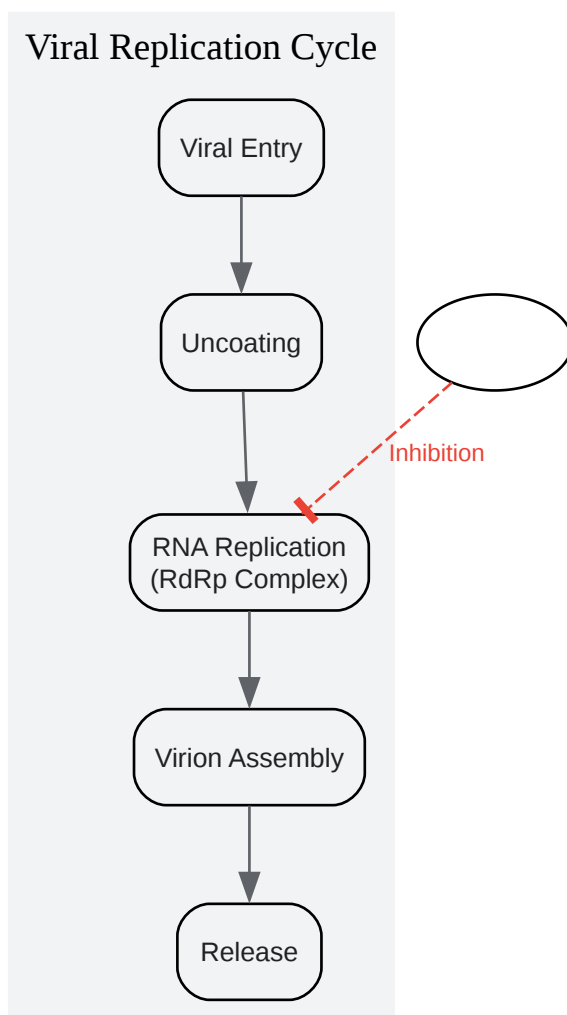 Viral Replication Cycle
Viral Entry
Uncoating
Inhibition
RNA Replication
(RdRp Complex)
Virion Assembly
Release